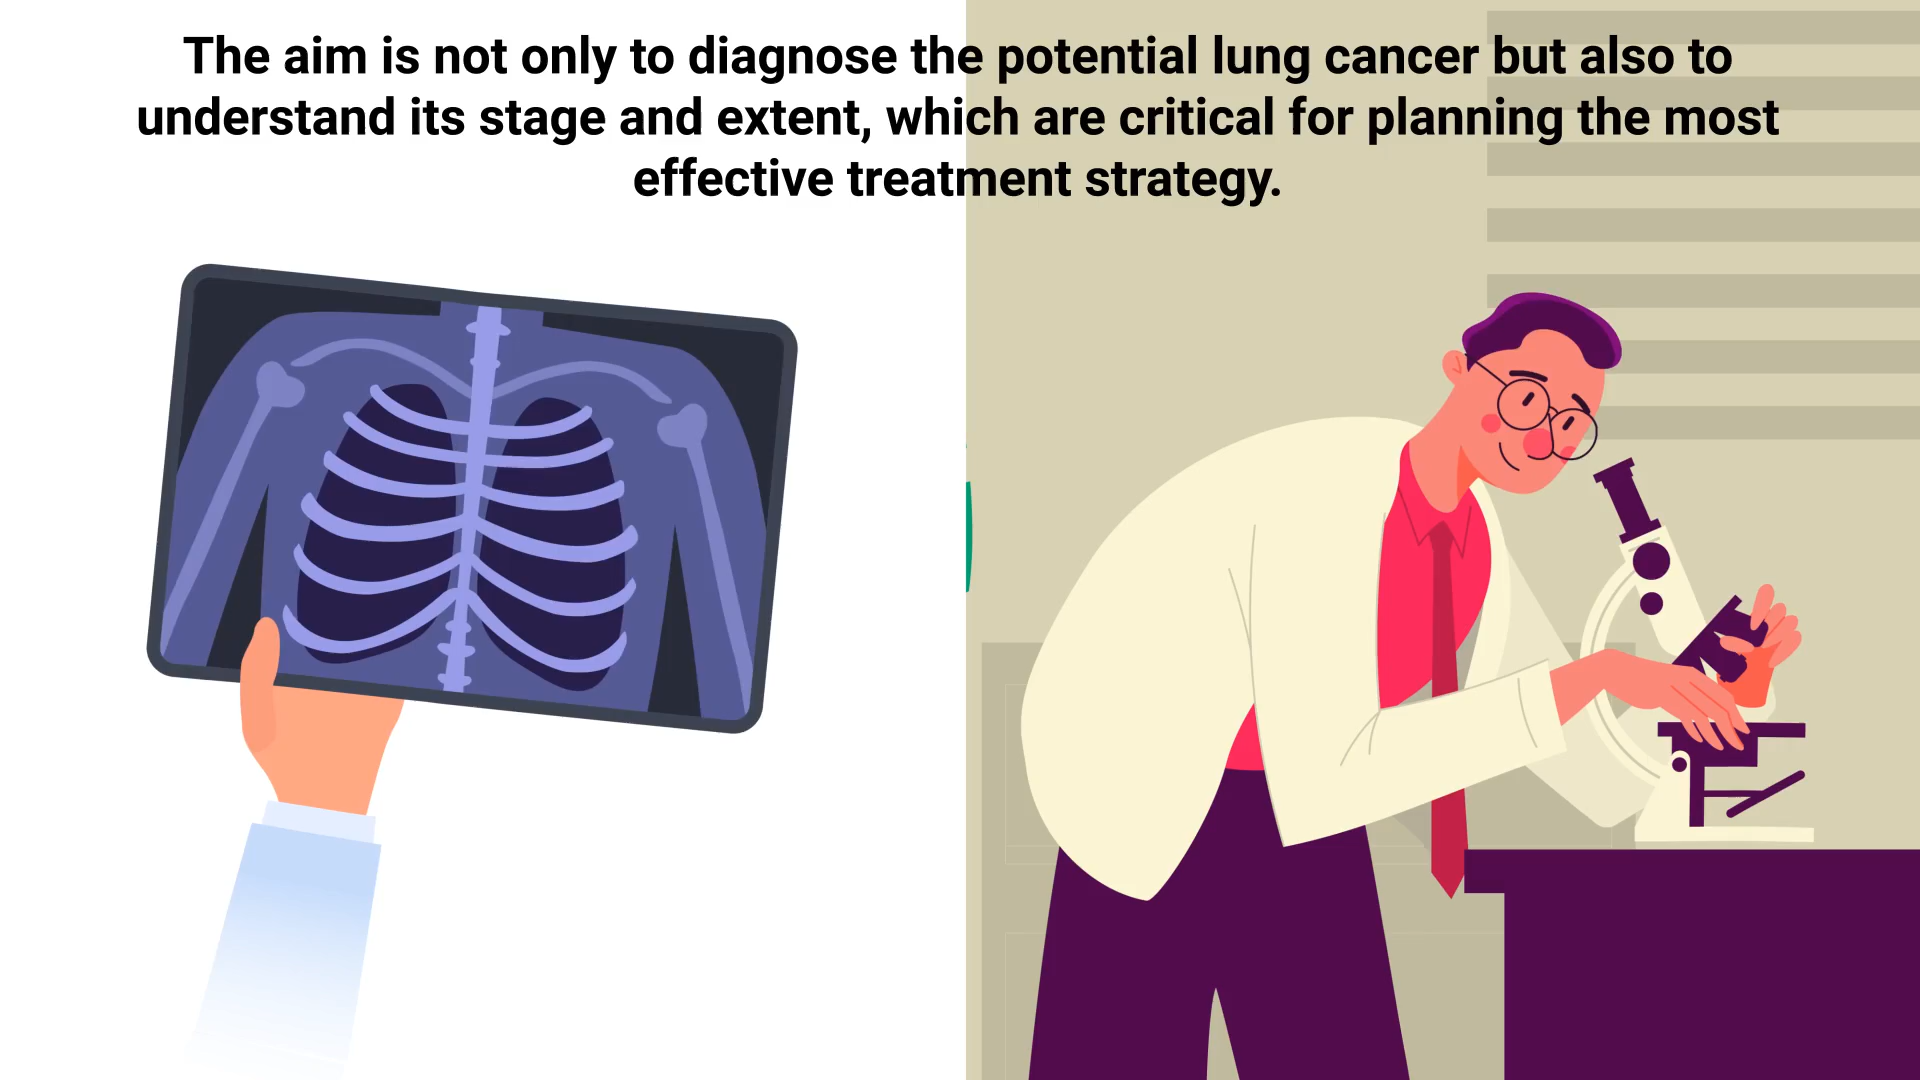 The aim is not only to diagnose the potential lung cancer but also to
understand its stage and extent, which are critical for planning the most
effective treatment strategy.